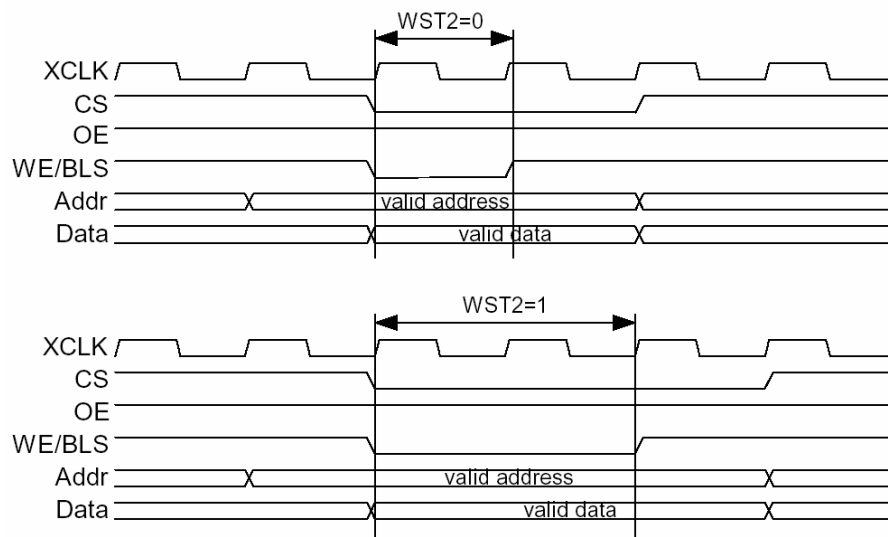 WST2=0
XCLK
CS
OE
WE/BLS
Addr valid address
Data valid data
WST2=1
XCLK
CS
OE
WE/BLS
Addr valid address
Data valid data